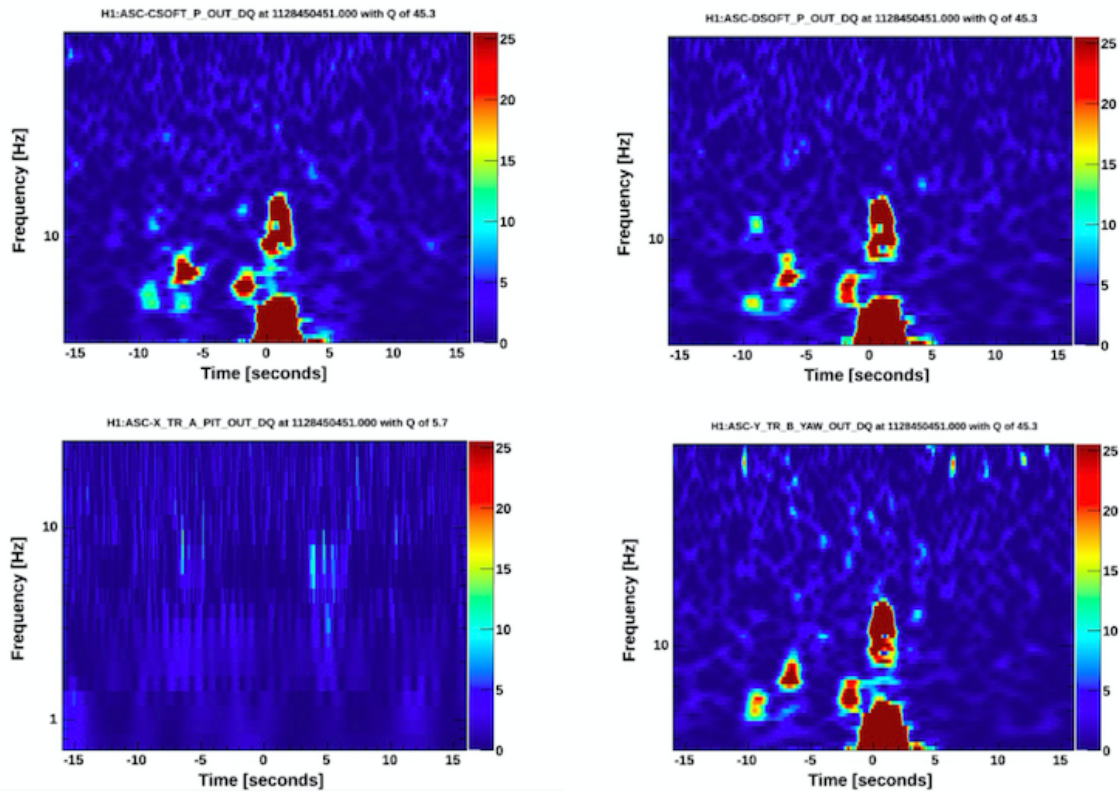 H1:ASC-CSOFT_P_OUT_DQ at 1128450451.000 with Q of 45.3
Frequency [Hz]
10
-15 -10 -5 0 5 10 15
Time [seconds]
25
20
15
10
5
0
H1:ASC-DSOFT_P_OUT_DQ at 1128450451.000 with Q of 45.3
Frequency [Hz]
10
-15 -10 -5 0 5 10 15
Time [seconds]
25
20
15
10
5
0
H1:ASC-X_TR_A_PIT_OUT_DQ at 1128450451.000 with Q of 5.7
Frequency [Hz]
10
1
-15 -10 -5 0 5 10 15
Time [seconds]
25
20
15
10
5
0
H1:ASC-Y_TR_B_YAW_OUT_DQ at 1128450451.000 with Q of 45.3
Frequency [Hz]
10
-15 -10 -5 0 5 10 15
Time [seconds]
25
20
15
10
5
0